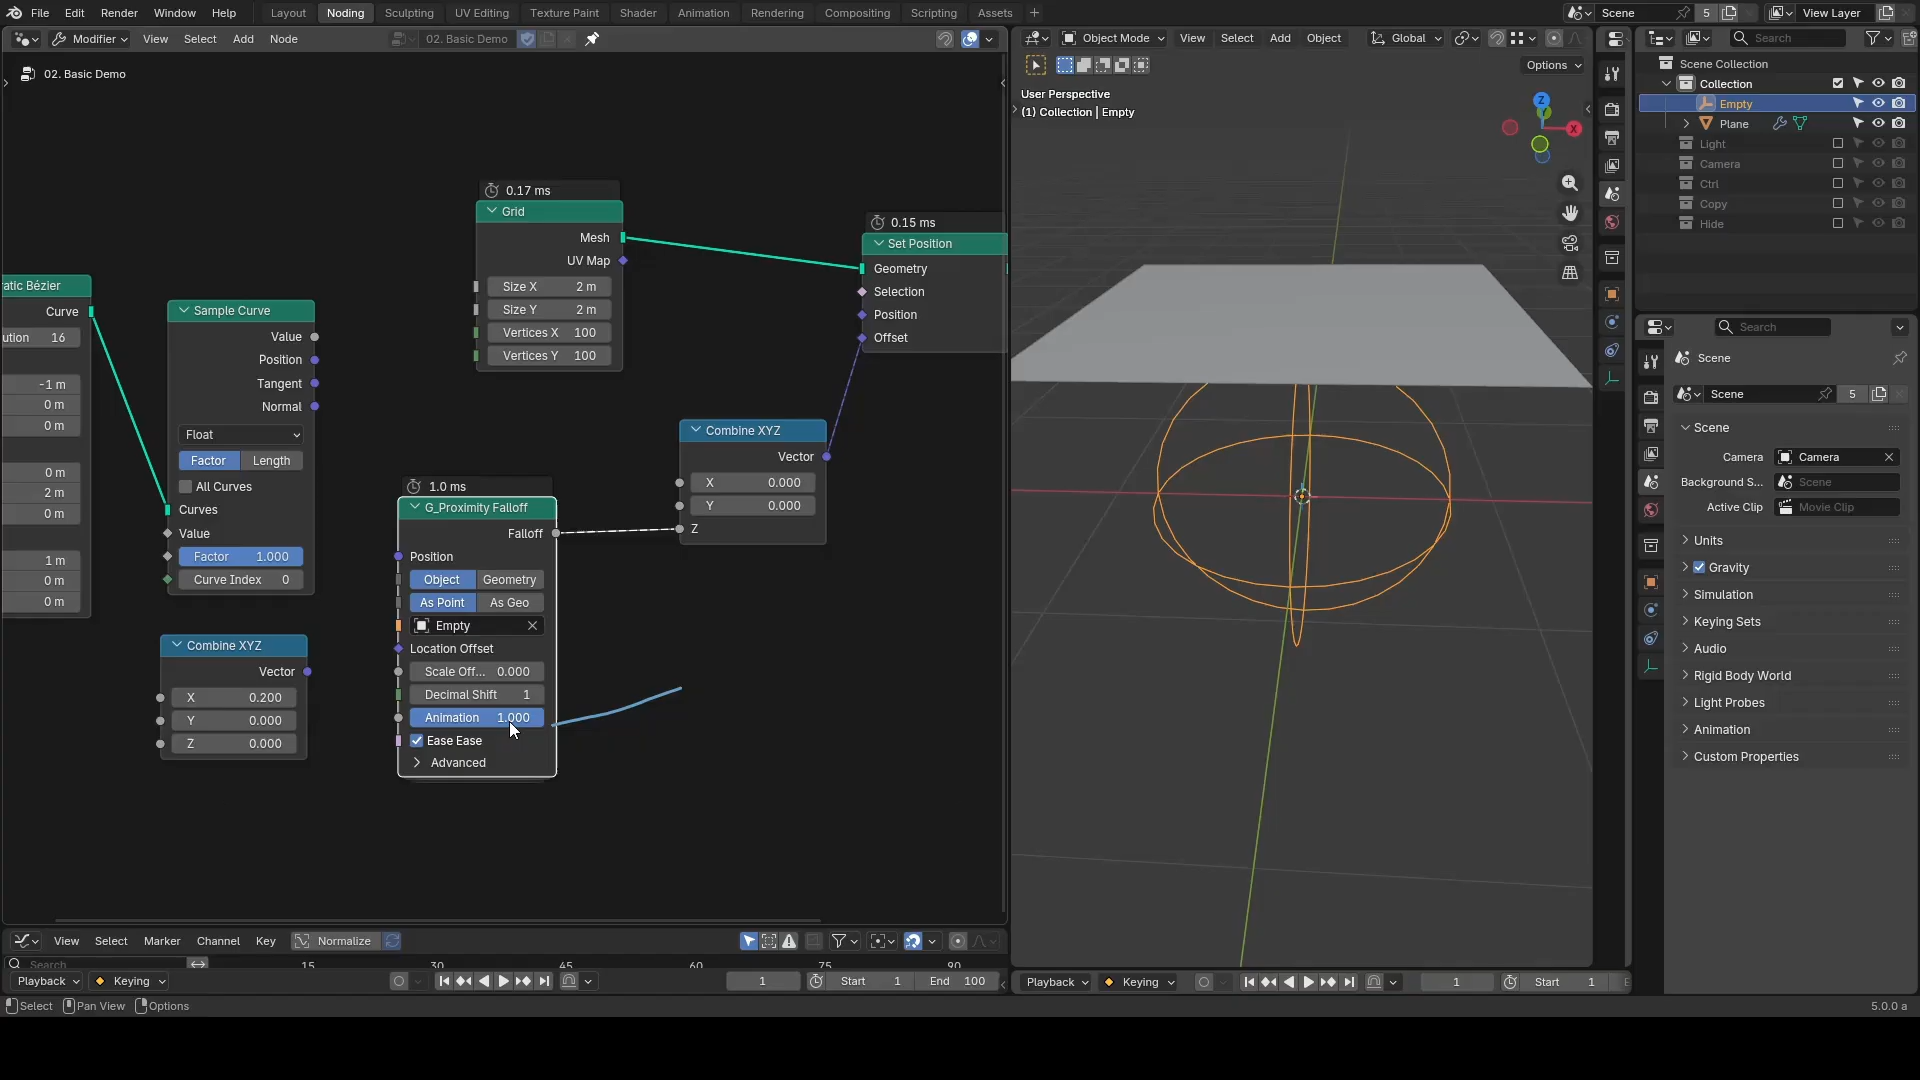 File Edit Render Window Help
Layout Noding Sculpting UV Editing Texture Paint Shader Animation Rendering Compositing Scripting Assets
Scene 5 View Layer
Modifier View Select Add Node 02. Basic Demo
02. Basic Demo
Object Mode View Select Add Object Global
Options
User Perspective
(1) Collection | Empty
Z
X
Search
Scene Collection
Collection
Empty
Plane
Light
Camera
Ctrl
Copy
Hide
0.17 ms
Grid
Mesh
UV Map
Size X 2 m
Size Y 2 m
Vertices X 100
Vertices Y 100
0.15 ms
Set Position
Geometry
Selection
Position
Offset
atic Bézier
Curve
ution 16
-1 m
0 m
0 m
0 m
2 m
0 m
1 m
0 m
0 m
Sample Curve
Value
Position
Tangent
Normal
Float
Factor Length
All Curves
Curves
Value
Factor 1.000
Curve Index 0
Combine XYZ
Vector
X 0.000
Y 0.000
Z
1.0 ms
G_Proximity Falloff
Falloff
Position
Object Geometry
As Point As Geo
Empty
Location Offset
Scale Off... 0.000
Decimal Shift 1
Animation 1.000
Ease Ease
Advanced
Combine XYZ
Vector
X 0.200
Y 0.000
Z 0.000
Search
Scene
Scene 5
Scene
Camera Camera
Background S... Scene
Active Clip Movie Clip
Units
Gravity
Simulation
Keying Sets
Audio
Rigid Body World
Light Probes
Animation
Custom Properties
View Select Marker Channel Key Normalize
Search 15 30 45 60 75 90
Playback Keying 1 Start 1 End 100
Playback Keying 1 Start 1
Select Pan View Options
5.0.0 a